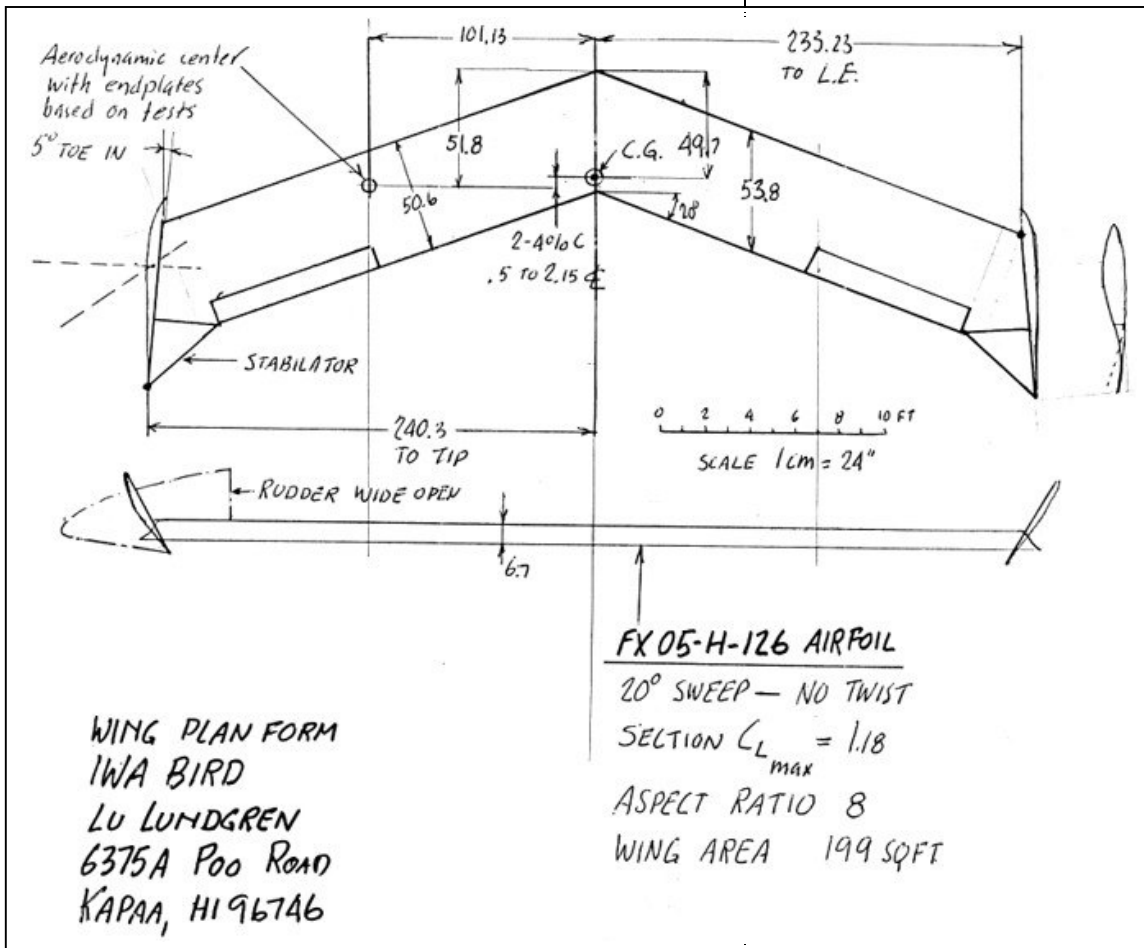 101.13
233.23
TO L.E.
Aerodynamic center
with endplates
based on tests
5° TOE IN
51.8
C.G.
49.7
50.6
53.8
28
2-4% C
.5 TO 2.15 ℄
STABILATOR
240.3
TO TIP
0 2 4 6 8 10 FT
SCALE 1cm = 24"
RUDDER WIDE OPEN
6.7
FX 05-H-126 AIRFOIL
20° SWEEP — NO TWIST
SECTION CL max = 1.18
ASPECT RATIO 8
WING AREA 199 SQFT
WING PLAN FORM
IWA BIRD
LU LUNDGREN
6375A POO ROAD
KAPAA, HI 96746